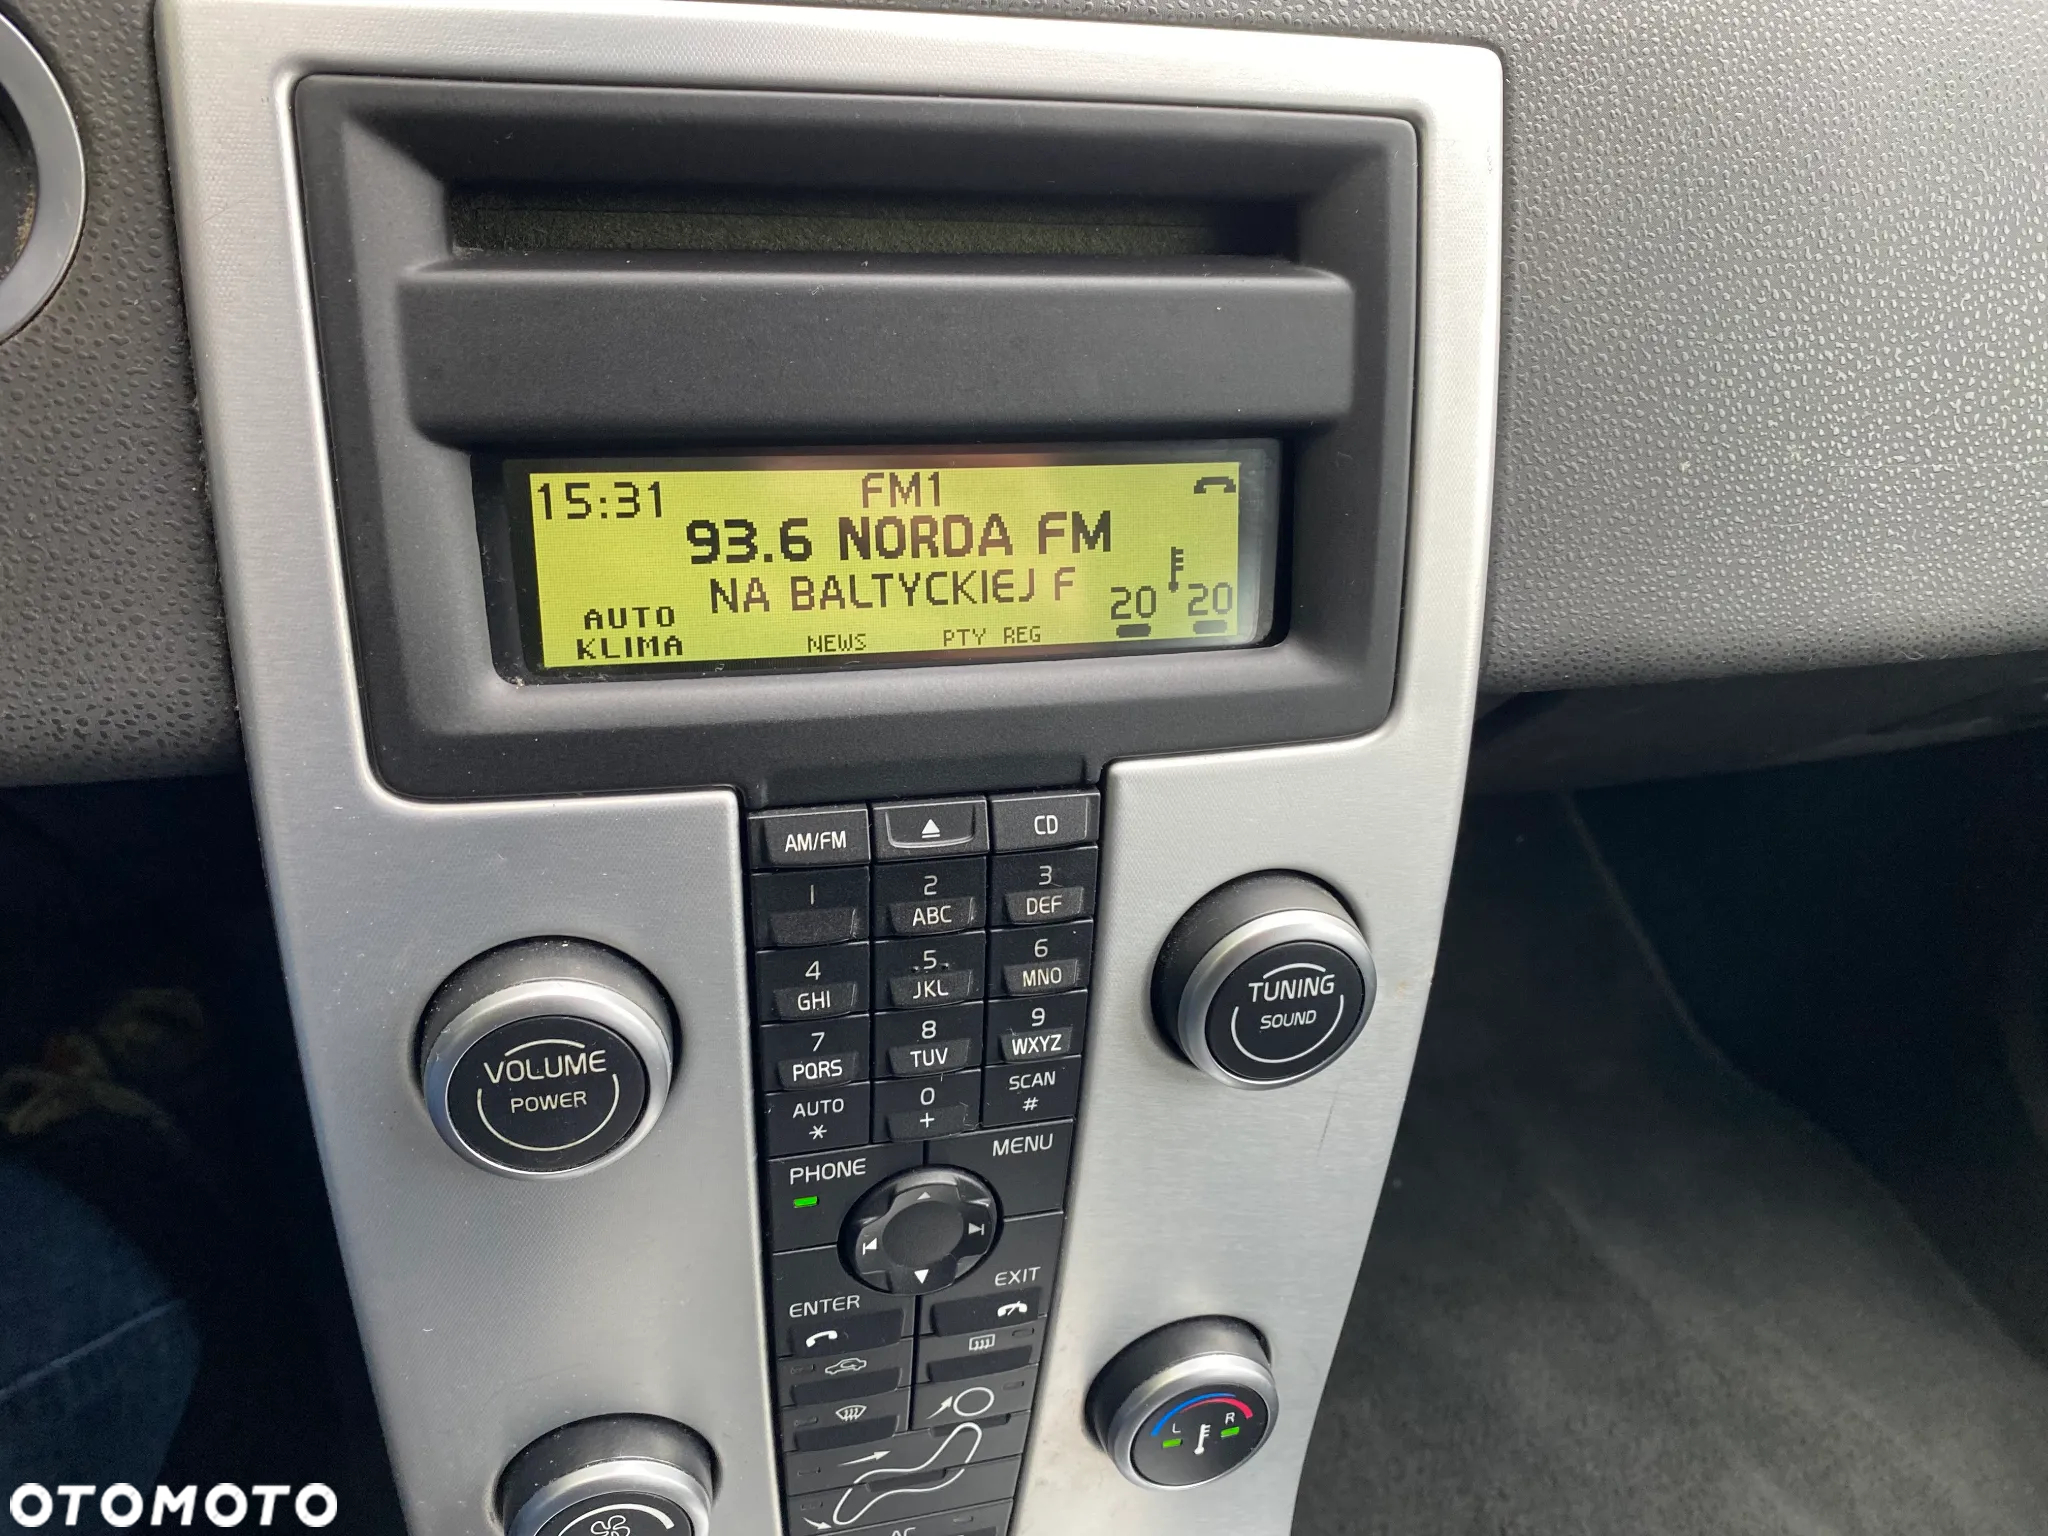 15:31 FM1
93.6 NORDA FM
NA BALTYCKIEJ F
AUTO
KLIMA
NEWS PTY REG
20 20
AM/FM CD
1 2 3
ABC DEF
4 5 6
GHI JKL MNO
7 8 9
PQRS TUV WXYZ
AUTO 0 SCAN
* + #
VOLUME
POWER
TUNING
SOUND
PHONE MENU
ENTER EXIT
L R
AC
OTOMOTO